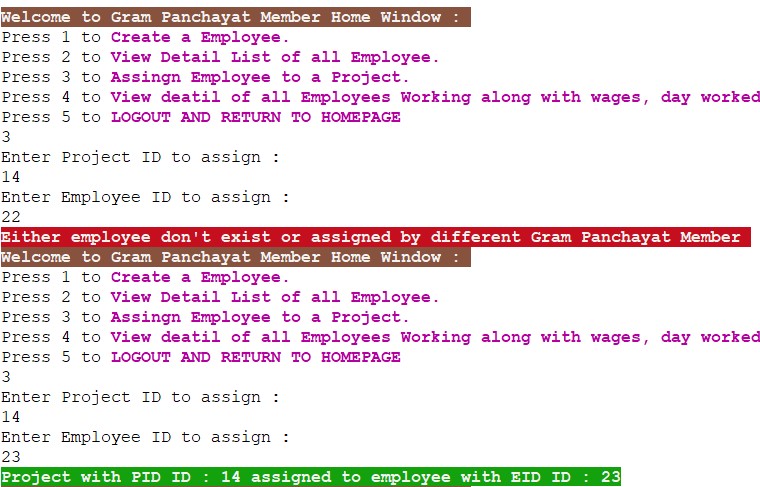 Welcome to Gram Panchayat Member Home Window :
Press 1 to Create a Employee.
Press 2 to View Detail List of all Employee.
Press 3 to Assingn Employee to a Project.
Press 4 to View deatil of all Employees Working along with wages, day worked
Press 5 to LOGOUT AND RETURN TO HOMEPAGE
3
Enter Project ID to assign :
14
Enter Employee ID to assign :
22
Either employee don't exist or assigned by different Gram Panchayat Member
Welcome to Gram Panchayat Member Home Window :
Press 1 to Create a Employee.
Press 2 to View Detail List of all Employee.
Press 3 to Assingn Employee to a Project.
Press 4 to View deatil of all Employees Working along with wages, day worked
Press 5 to LOGOUT AND RETURN TO HOMEPAGE
3
Enter Project ID to assign :
14
Enter Employee ID to assign :
23
Project with PID ID : 14 assigned to employee with EID ID : 23